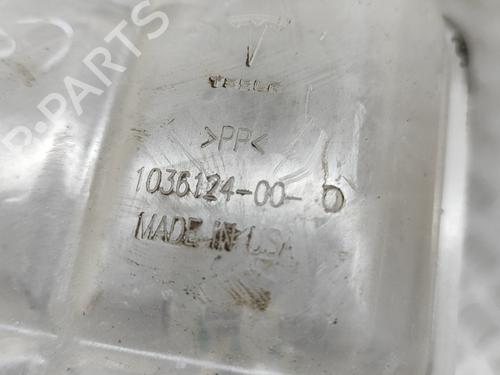 TESLA
>PP<
1036124-00-D
MADE IN USA
B-PARTS